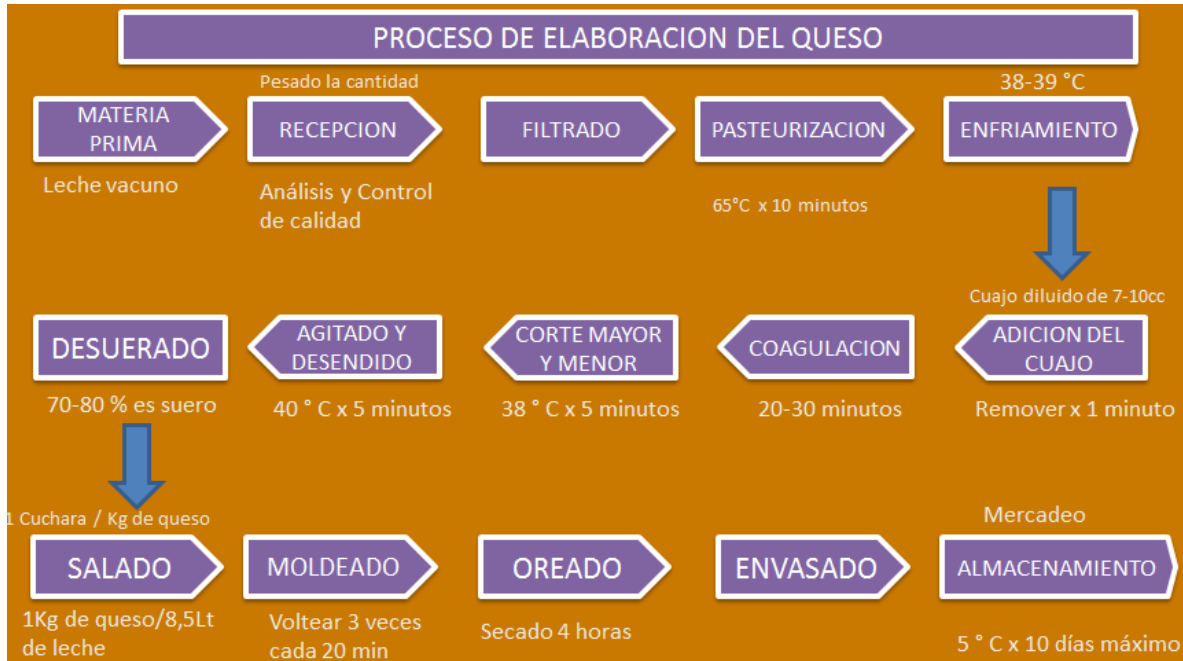 PROCESO DE ELABORACION DEL QUESO
Pesado la cantidad
38-39 °C
MATERIA
PRIMA
RECEPCION
FILTRADO
PASTEURIZACION
ENFRIAMIENTO
Leche vacuno
Análisis y Control
de calidad
65°C x 10 minutos
Cuajo diluido de 7-10cc
ADICION DEL
CUAJO
COAGULACION
CORTE MAYOR
Y MENOR
AGITADO Y
DESENDIDO
DESUERADO
Remover x 1 minuto
20-30 minutos
38 ° C x 5 minutos
40 ° C x 5 minutos
70-80 % es suero
1 Cuchara / Kg de queso
Mercadeo
SALADO
MOLDEADO
OREADO
ENVASADO
ALMACENAMIENTO
1Kg de queso/8,5Lt
de leche
Voltear 3 veces
cada 20 min
Secado 4 horas
5 ° C x 10 días máximo